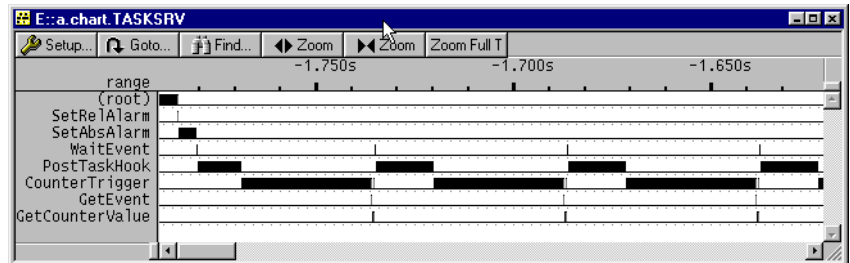 E::a.chart.TASKSRV
Setup... Goto... Find... Zoom Zoom Zoom Full T
-1.750s -1.700s -1.650s
range
(root)
SetRelAlarm
SetAbsAlarm
WaitEvent
PostTaskHook
CounterTrigger
GetEvent
GetCounterValue